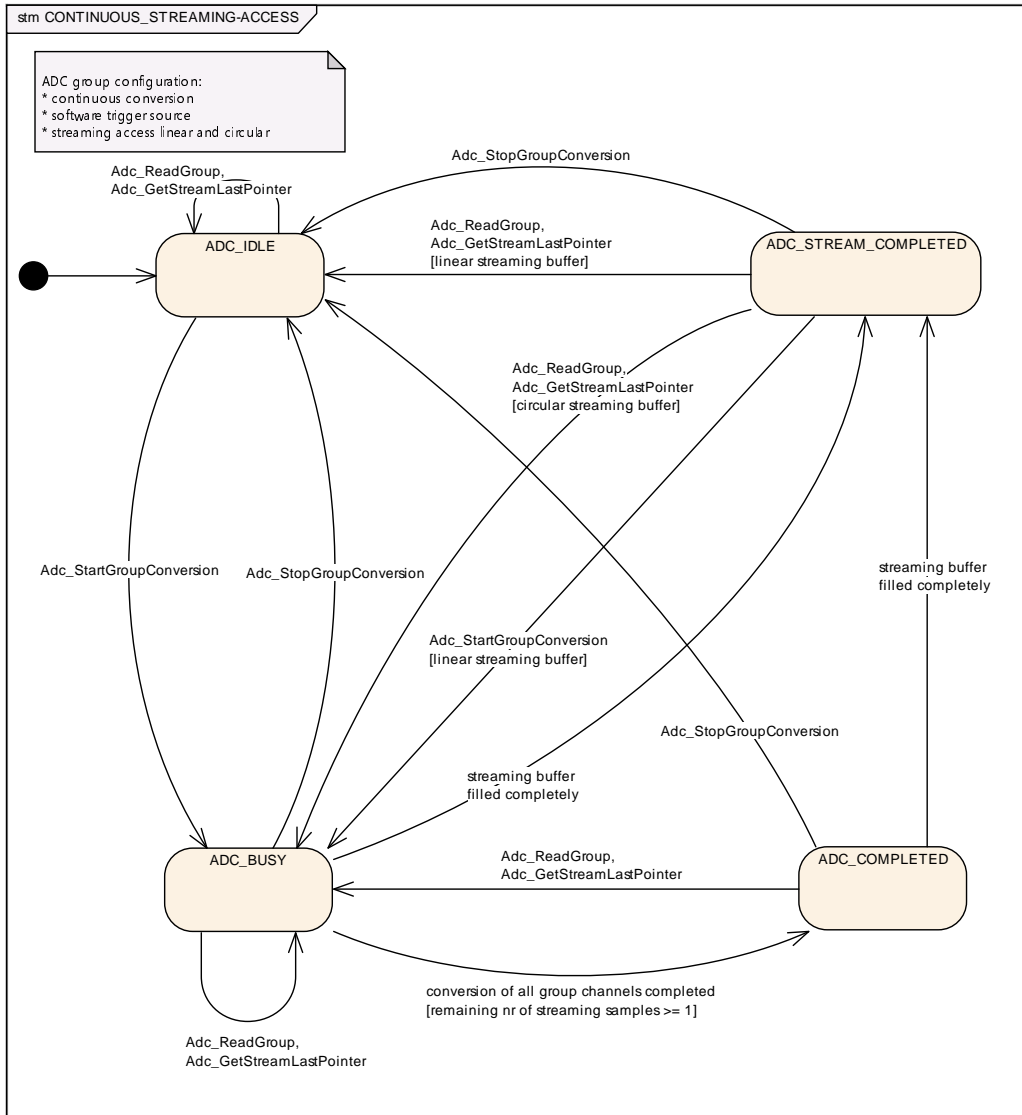 stm CONTINUOUS_STREAMING-ACCESS
ADC group configuration:
* continuous conversion
* software trigger source
* streaming access linear and circular
Adc_StopGroupConversion
Adc_ReadGroup,
Adc_GetStreamLastPointer
Adc_ReadGroup,
Adc_GetStreamLastPointer
[linear streaming buffer]
ADC_IDLE
ADC_STREAM_COMPLETED
Adc_ReadGroup,
Adc_GetStreamLastPointer
[circular streaming buffer]
Adc_StartGroupConversion
Adc_StopGroupConversion
streaming buffer
filled completely
Adc_StartGroupConversion
[linear streaming buffer]
Adc_StopGroupConversion
streaming buffer
filled completely
ADC_BUSY
ADC_COMPLETED
Adc_ReadGroup,
Adc_GetStreamLastPointer
conversion of all group channels completed
[remaining nr of streaming samples >= 1]
Adc_ReadGroup,
Adc_GetStreamLastPointer